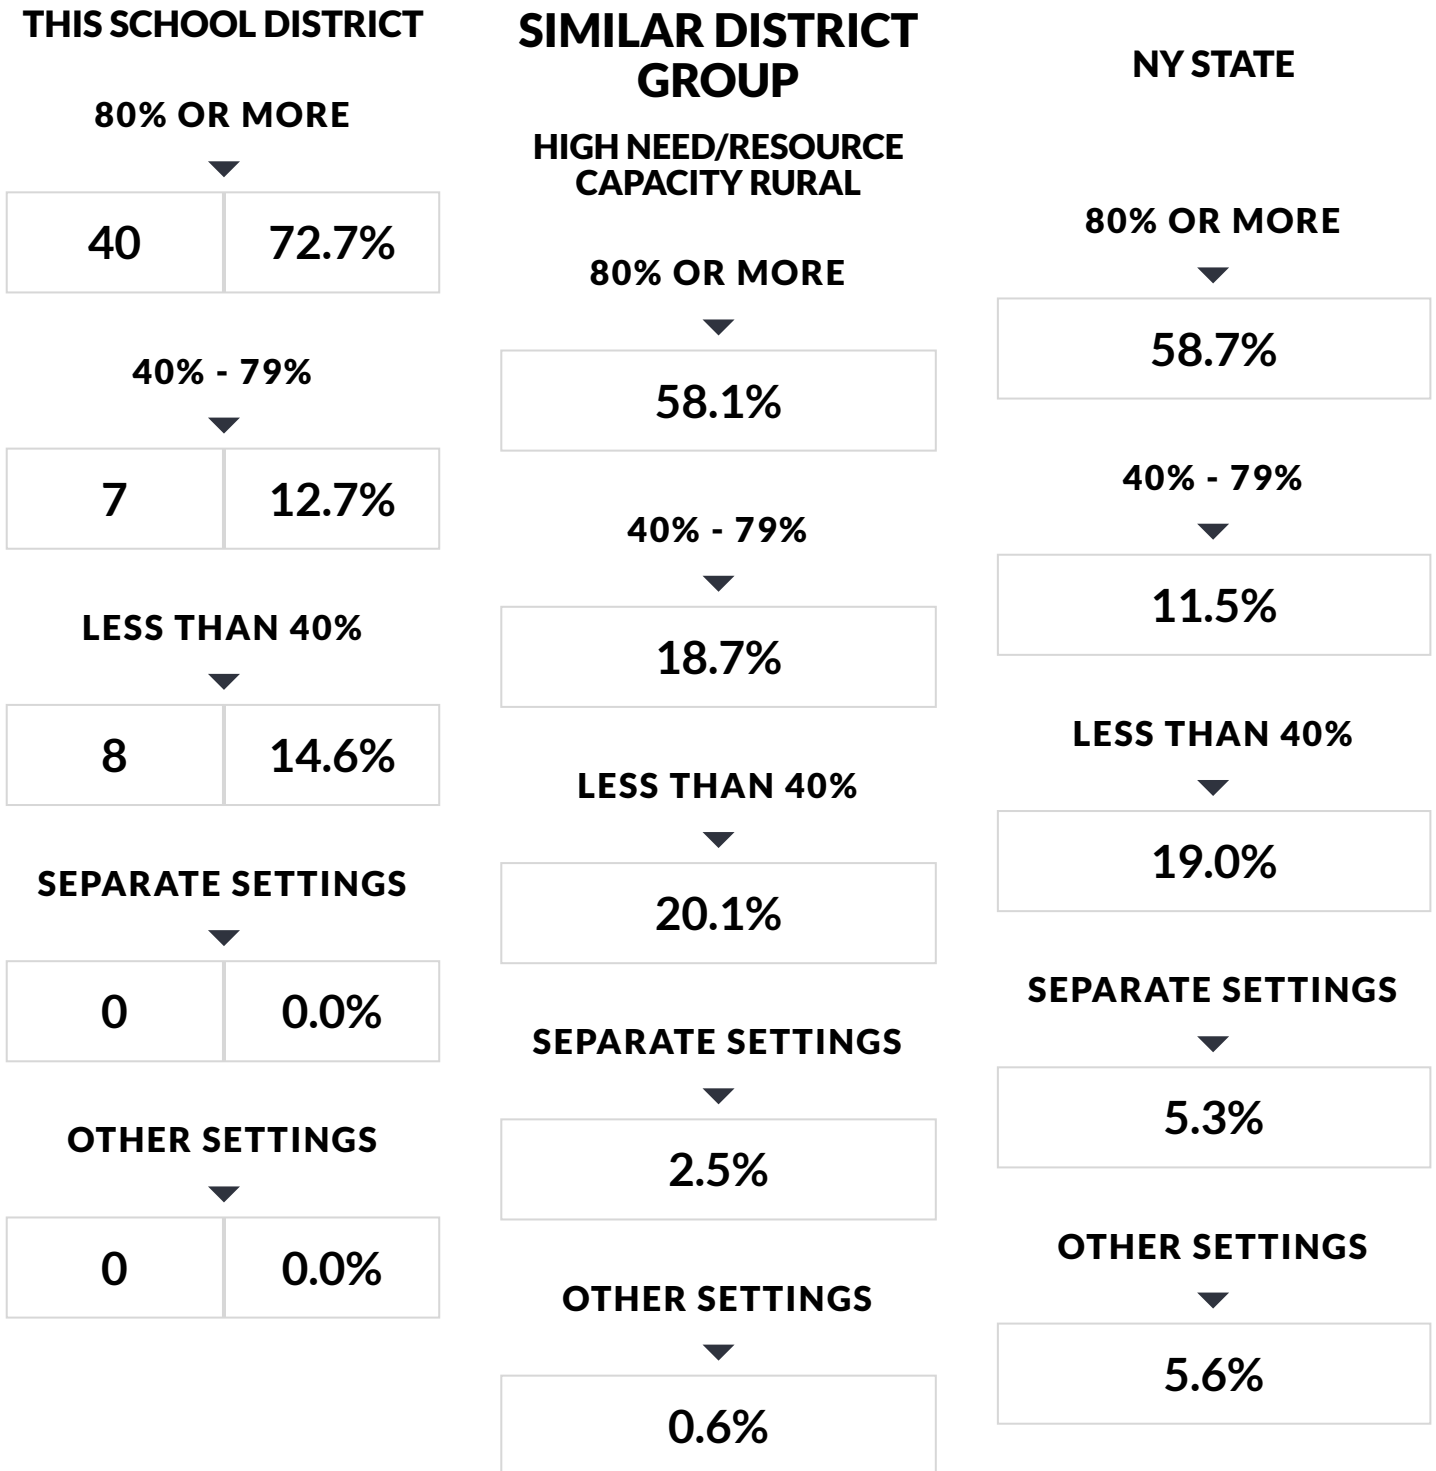 THIS SCHOOL DISTRICT
80% OR MORE
40 72.7%
40% - 79%
7 12.7%
LESS THAN 40%
8 14.6%
SEPARATE SETTINGS
0 0.0%
OTHER SETTINGS
0 0.0%
SIMILAR DISTRICT
GROUP
HIGH NEED/RESOURCE
CAPACITY RURAL
80% OR MORE
58.1%
40% - 79%
18.7%
LESS THAN 40%
20.1%
SEPARATE SETTINGS
2.5%
OTHER SETTINGS
0.6%
NY STATE
80% OR MORE
58.7%
40% - 79%
11.5%
LESS THAN 40%
19.0%
SEPARATE SETTINGS
5.3%
OTHER SETTINGS
5.6%